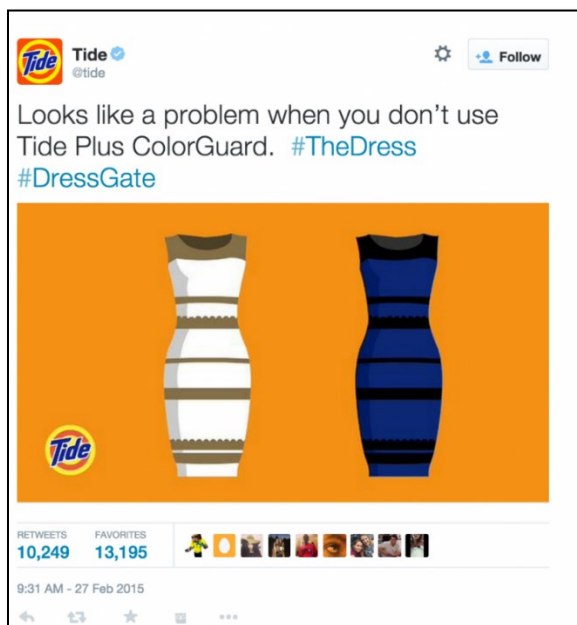 Tide
Tide
@tide
Follow
Looks like a problem when you don’t use
Tide Plus ColorGuard. #TheDress
#DressGate
Tide
RETWEETS FAVORITES
10,249 13,195
9:31 AM - 27 Feb 2015